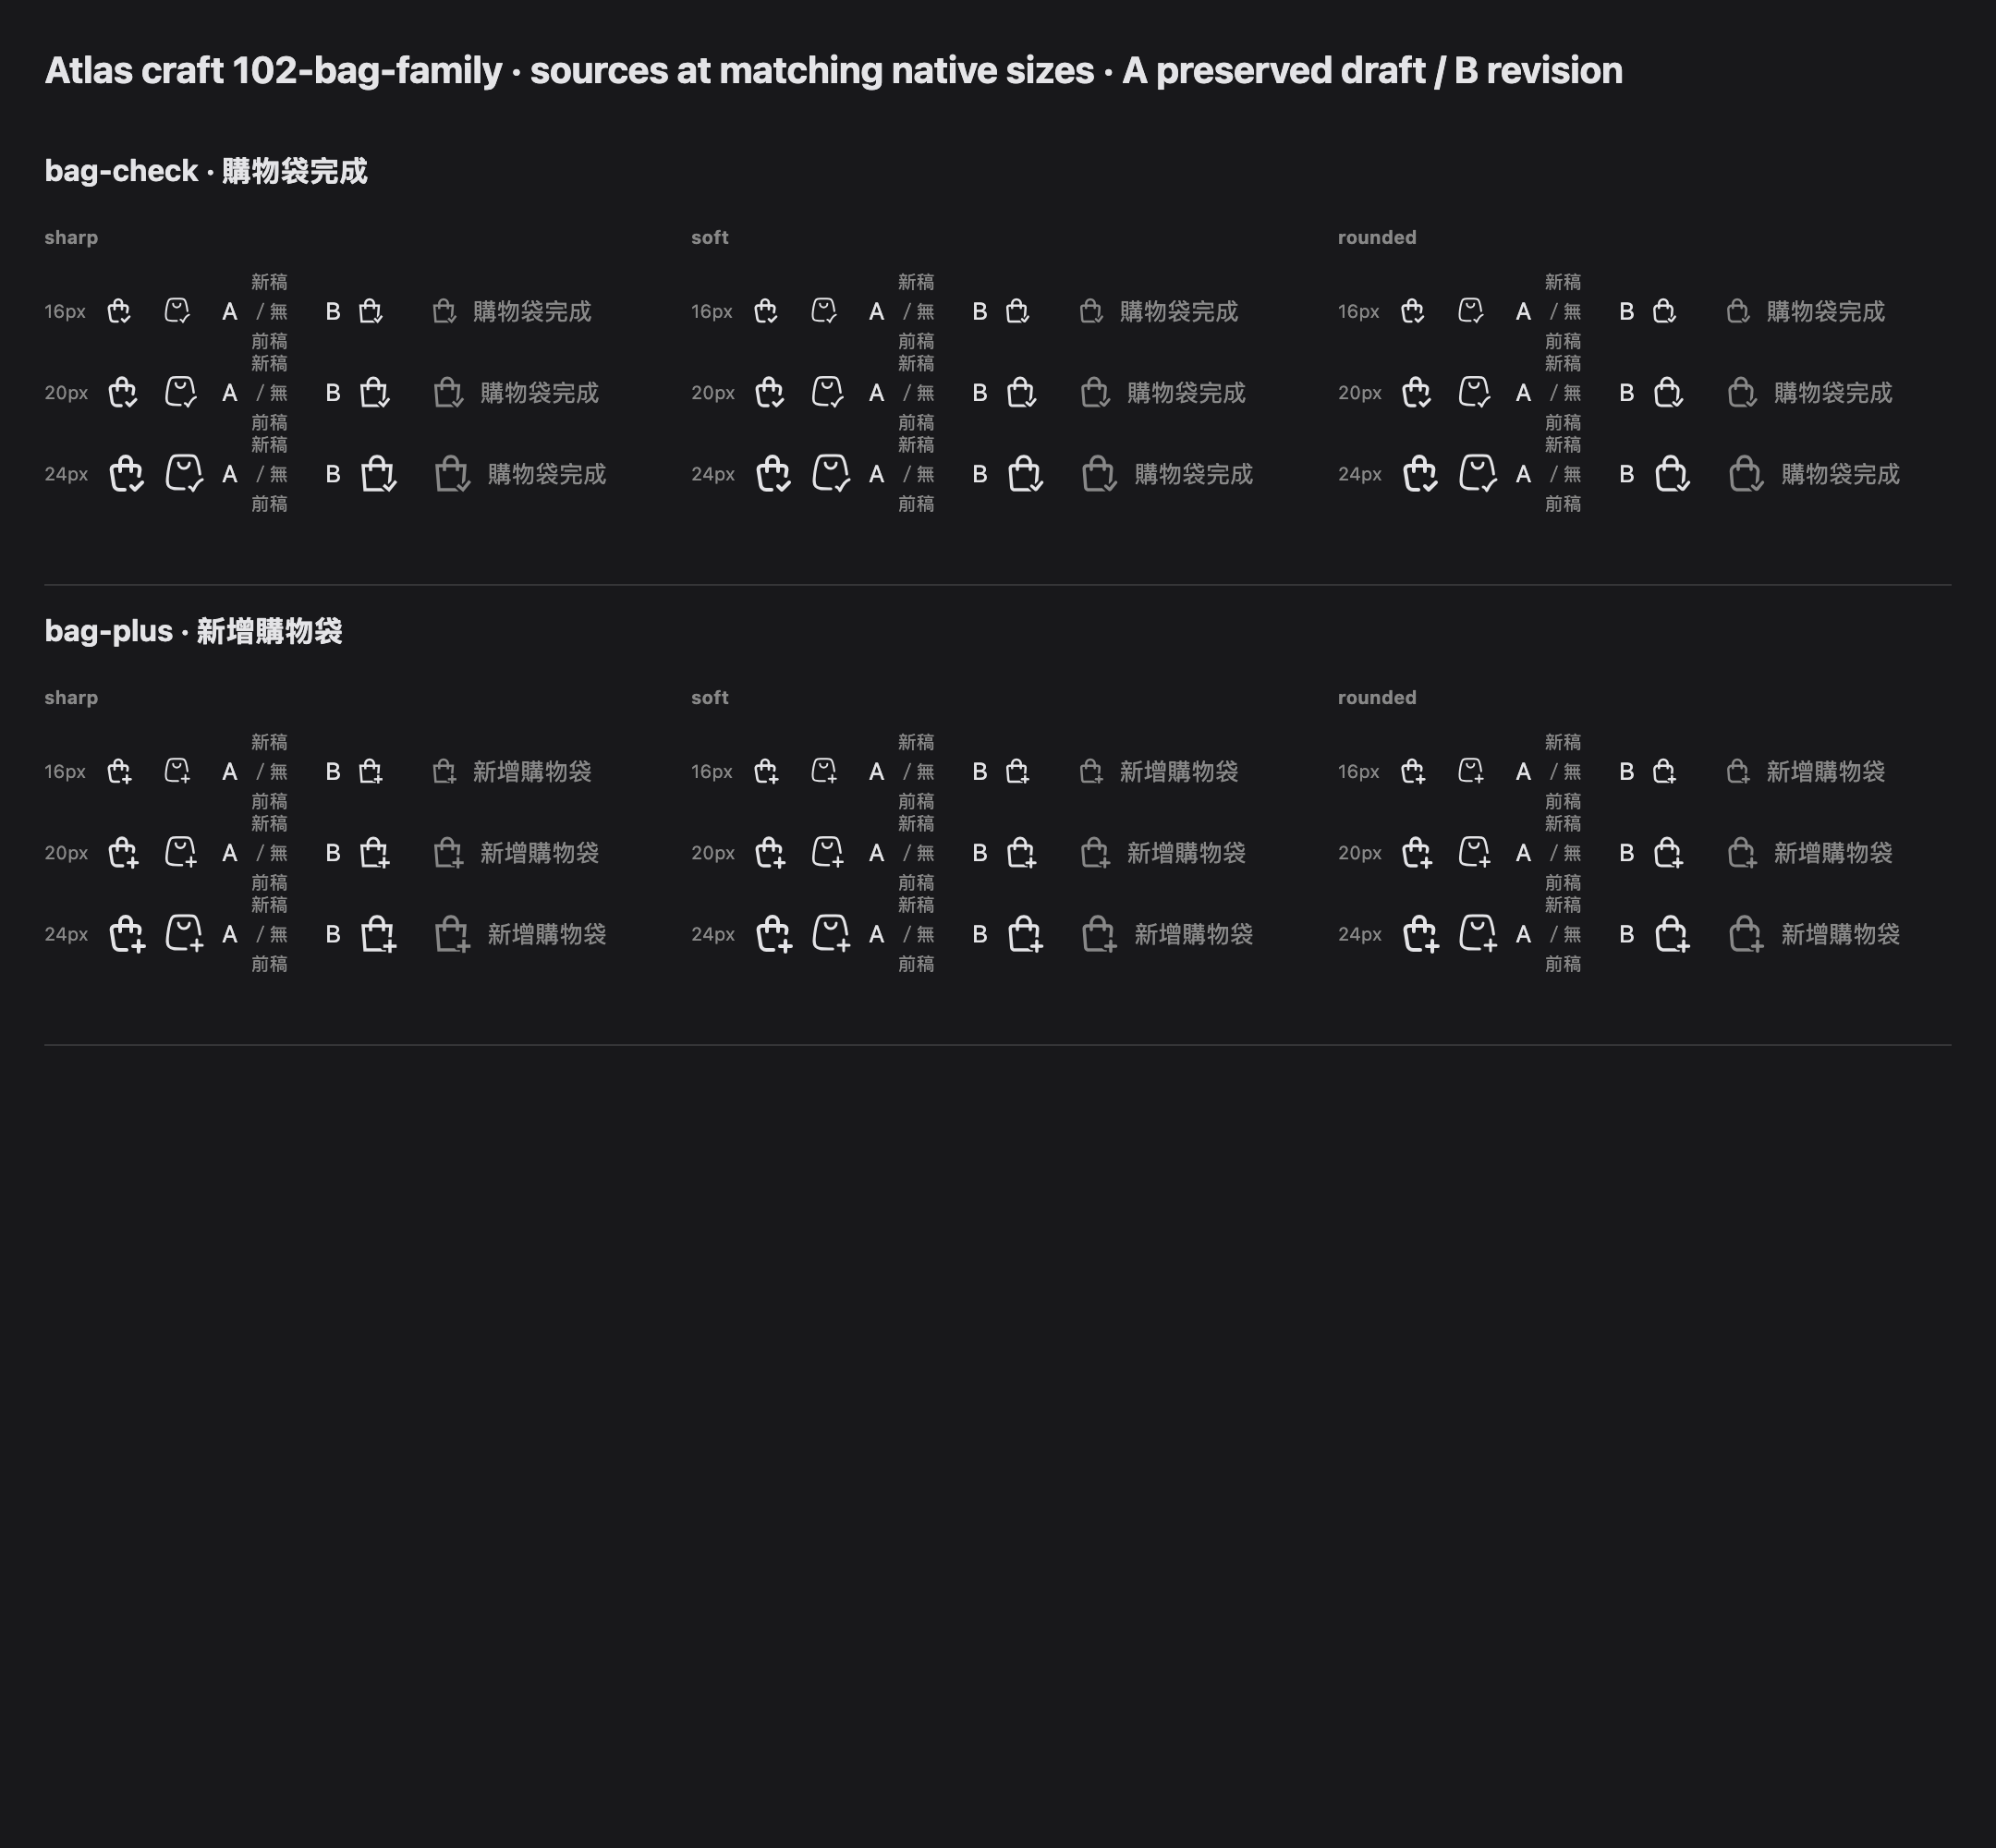 Atlas craft 102-bag-family · sources at matching native sizes · A preserved draft / B revision
bag-check · 購物袋完成
sharp
16px A 新稿 / 無前稿 B 購物袋完成
20px A 新稿 / 無前稿 B 購物袋完成
24px A 新稿 / 無前稿 B 購物袋完成
soft
16px A 新稿 / 無前稿 B 購物袋完成
20px A 新稿 / 無前稿 B 購物袋完成
24px A 新稿 / 無前稿 B 購物袋完成
rounded
16px A 新稿 / 無前稿 B 購物袋完成
20px A 新稿 / 無前稿 B 購物袋完成
24px A 新稿 / 無前稿 B 購物袋完成
bag-plus · 新增購物袋
sharp
16px A 新稿 / 無前稿 B 新增購物袋
20px A 新稿 / 無前稿 B 新增購物袋
24px A 新稿 / 無前稿 B 新增購物袋
soft
16px A 新稿 / 無前稿 B 新增購物袋
20px A 新稿 / 無前稿 B 新增購物袋
24px A 新稿 / 無前稿 B 新增購物袋
rounded
16px A 新稿 / 無前稿 B 新增購物袋
20px A 新稿 / 無前稿 B 新增購物袋
24px A 新稿 / 無前稿 B 新增購物袋